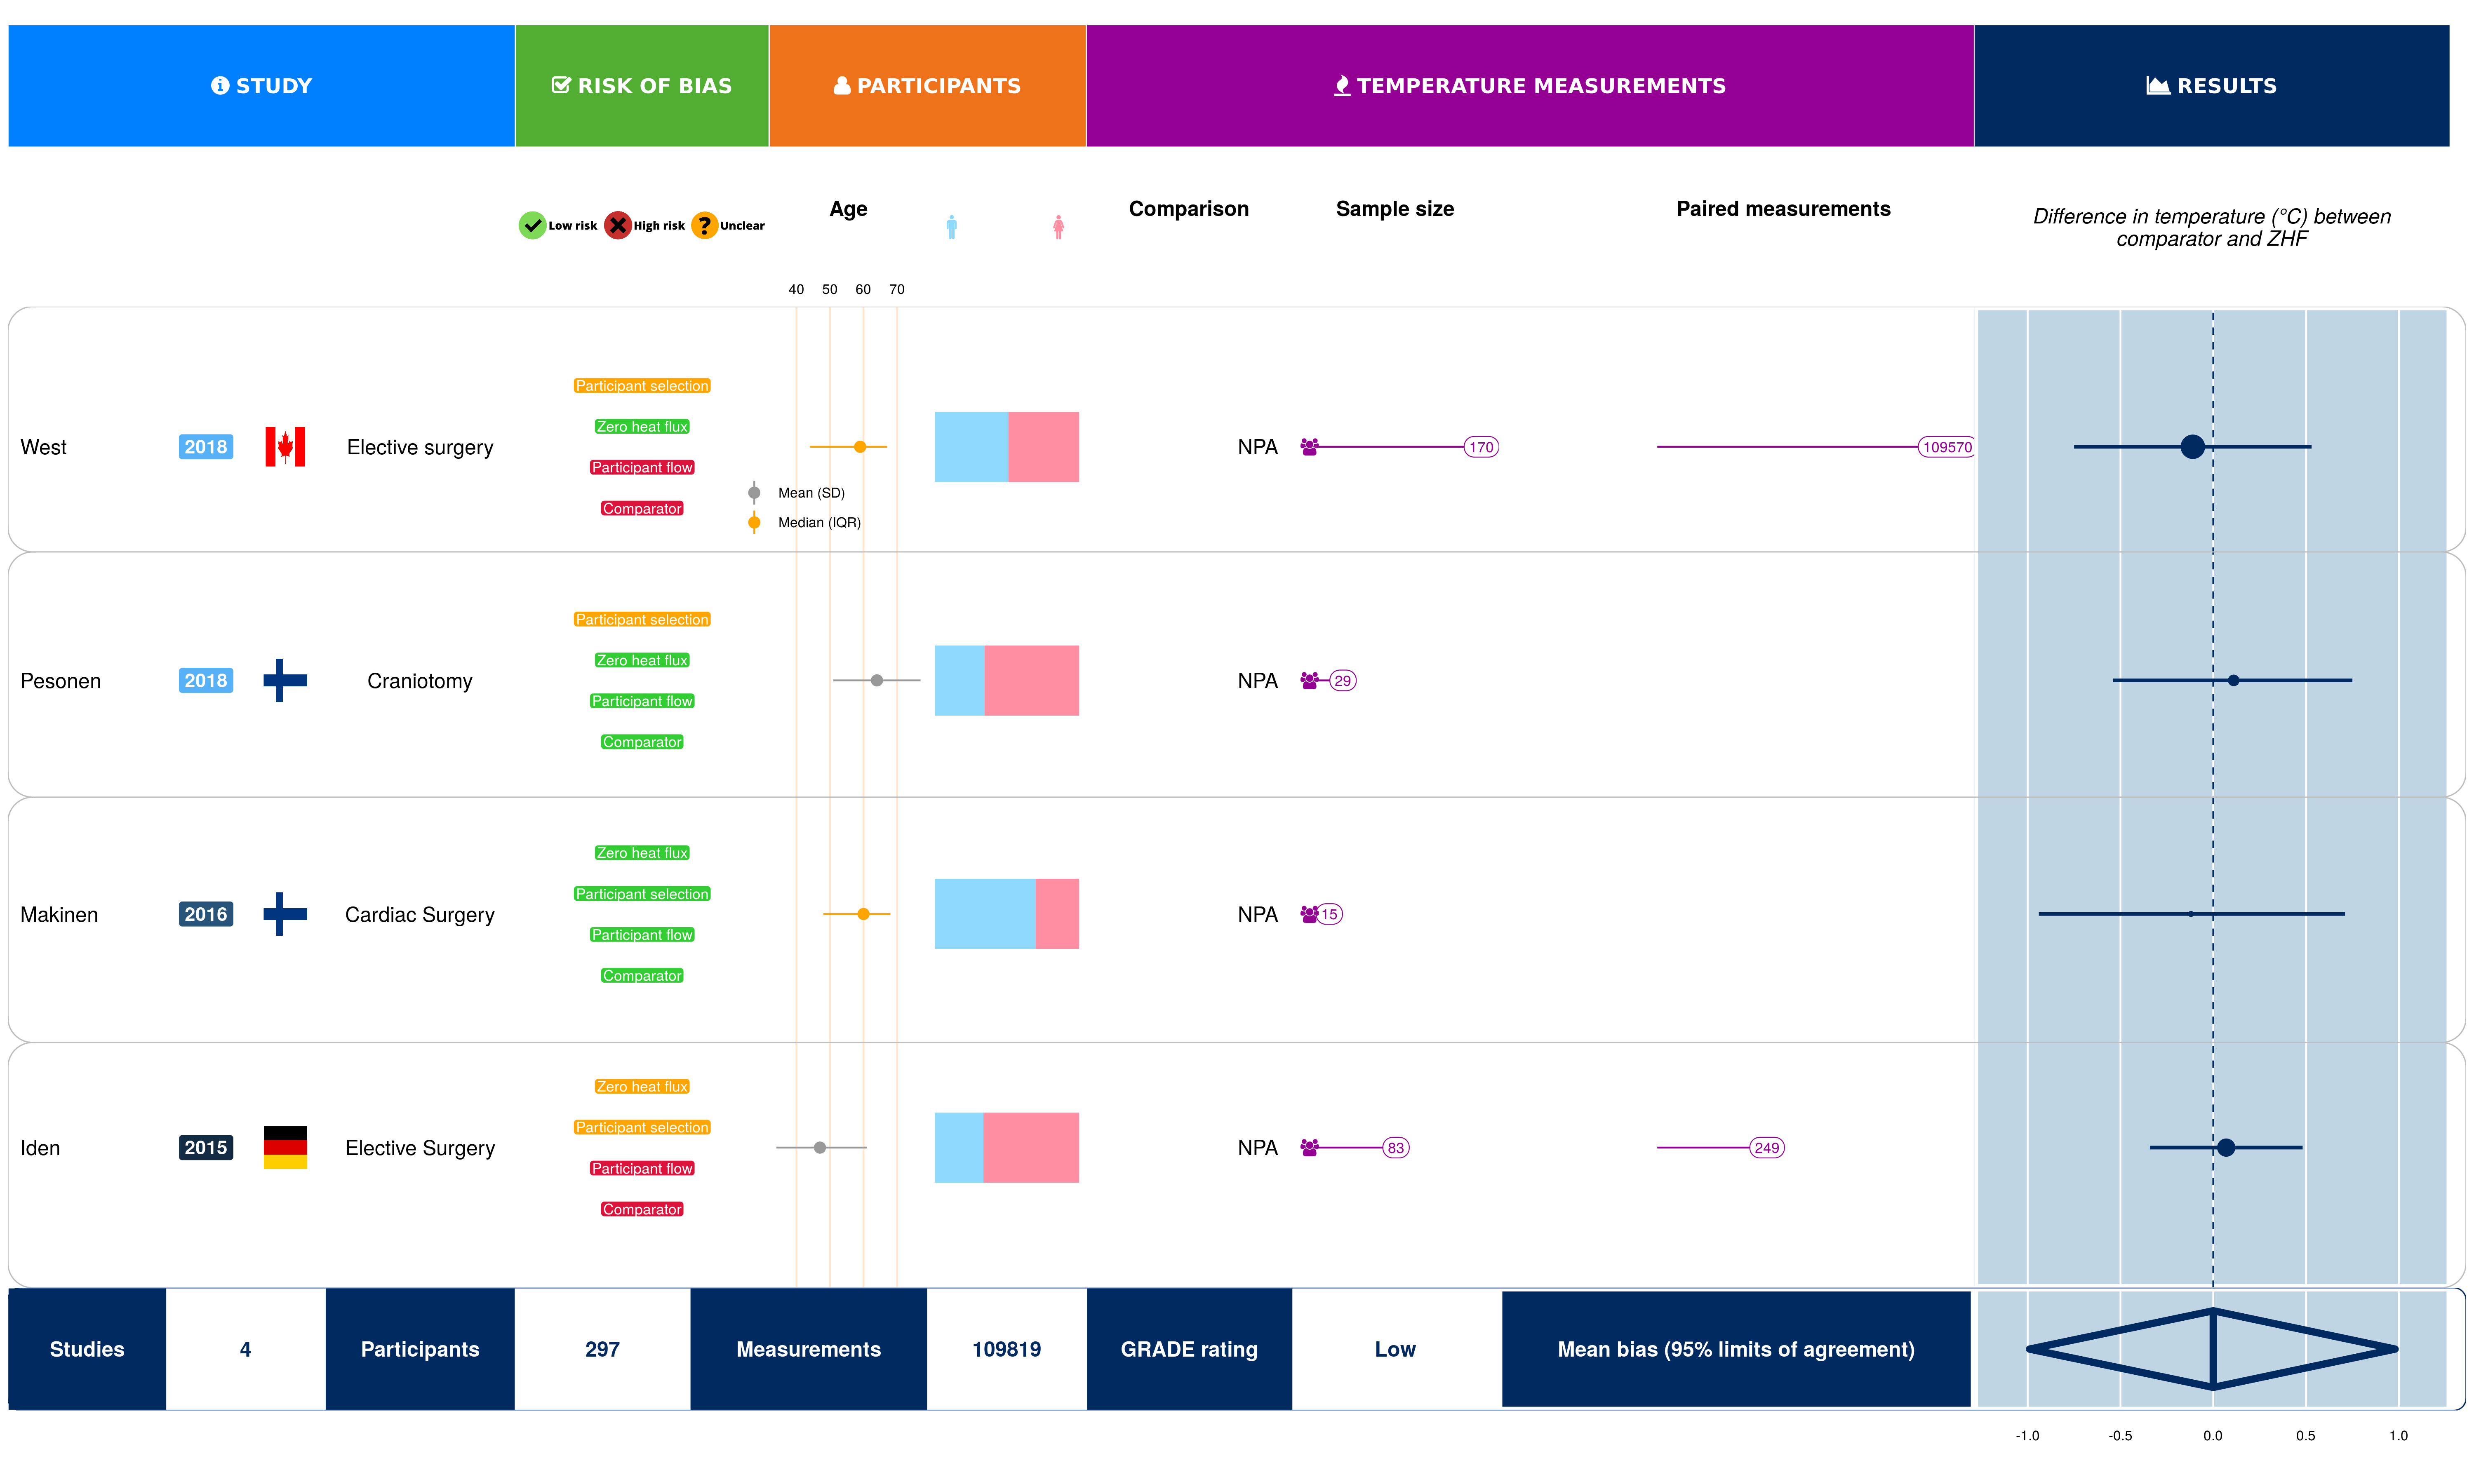 STUDY
RISK OF BIAS
PARTICIPANTS
TEMPERATURE MEASUREMENTS
RESULTS
Low risk
High risk
Unclear
Age
Comparison
Sample size
Paired measurements
Difference in temperature (°C) between
comparator and ZHF
40 50 60 70
West
2018
Elective surgery
Participant selection
Zero heat flux
Participant flow
Comparator
Mean (SD)
Median (IQR)
NPA
170
109570
Pesonen
2018
Craniotomy
Participant selection
Zero heat flux
Participant flow
Comparator
NPA
29
Makinen
2016
Cardiac Surgery
Zero heat flux
Participant selection
Participant flow
Comparator
NPA
15
Iden
2015
Elective Surgery
Zero heat flux
Participant selection
Participant flow
Comparator
NPA
83
249
Studies
4
Participants
297
Measurements
109819
GRADE rating
Low
Mean bias (95% limits of agreement)
-1.0 -0.5 0.0 0.5 1.0